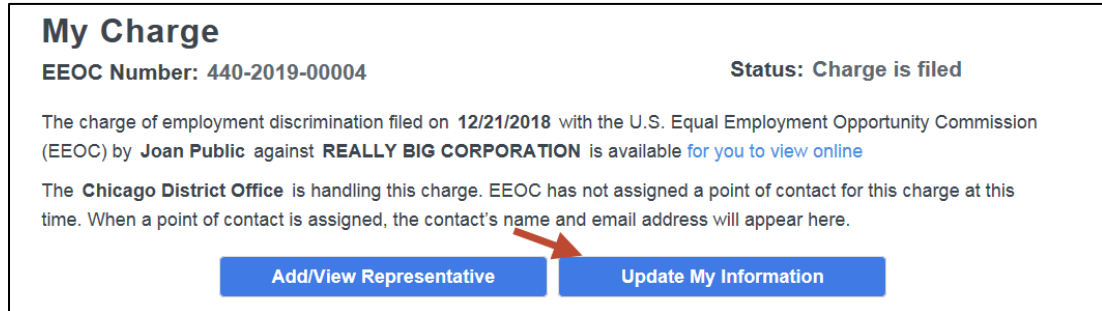 My Charge
EEOC Number: 440-2019-00004
Status: Charge is filed
The charge of employment discrimination filed on 12/21/2018 with the U.S. Equal Employment Opportunity Commission
(EEOC) by Joan Public against REALLY BIG CORPORATION is available for you to view online
The Chicago District Office is handling this charge. EEOC has not assigned a point of contact for this charge at this
time. When a point of contact is assigned, the contact's name and email address will appear here.
Add/View Representative
Update My Information